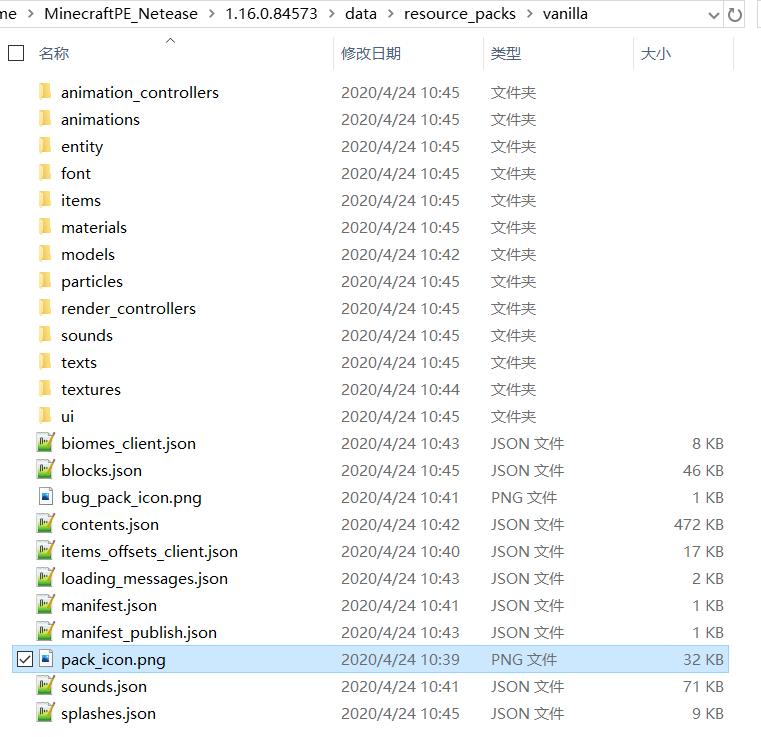 me > MinecraftPE_Netease > 1.16.0.84573 > data > resource_packs > vanilla
名称 修改日期 类型 大小
animation_controllers 2020/4/24 10:45 文件夹
animations 2020/4/24 10:45 文件夹
entity 2020/4/24 10:45 文件夹
font 2020/4/24 10:45 文件夹
items 2020/4/24 10:45 文件夹
materials 2020/4/24 10:45 文件夹
models 2020/4/24 10:42 文件夹
particles 2020/4/24 10:45 文件夹
render_controllers 2020/4/24 10:45 文件夹
sounds 2020/4/24 10:45 文件夹
texts 2020/4/24 10:45 文件夹
textures 2020/4/24 10:44 文件夹
ui 2020/4/24 10:45 文件夹
biomes_client.json 2020/4/24 10:43 JSON 文件 8 KB
blocks.json 2020/4/24 10:45 JSON 文件 46 KB
bug_pack_icon.png 2020/4/24 10:41 PNG 文件 1 KB
contents.json 2020/4/24 10:42 JSON 文件 472 KB
items_offsets_client.json 2020/4/24 10:40 JSON 文件 17 KB
loading_messages.json 2020/4/24 10:43 JSON 文件 2 KB
manifest.json 2020/4/24 10:41 JSON 文件 1 KB
manifest_publish.json 2020/4/24 10:43 JSON 文件 1 KB
pack_icon.png 2020/4/24 10:39 PNG 文件 32 KB
sounds.json 2020/4/24 10:41 JSON 文件 71 KB
splashes.json 2020/4/24 10:45 JSON 文件 9 KB